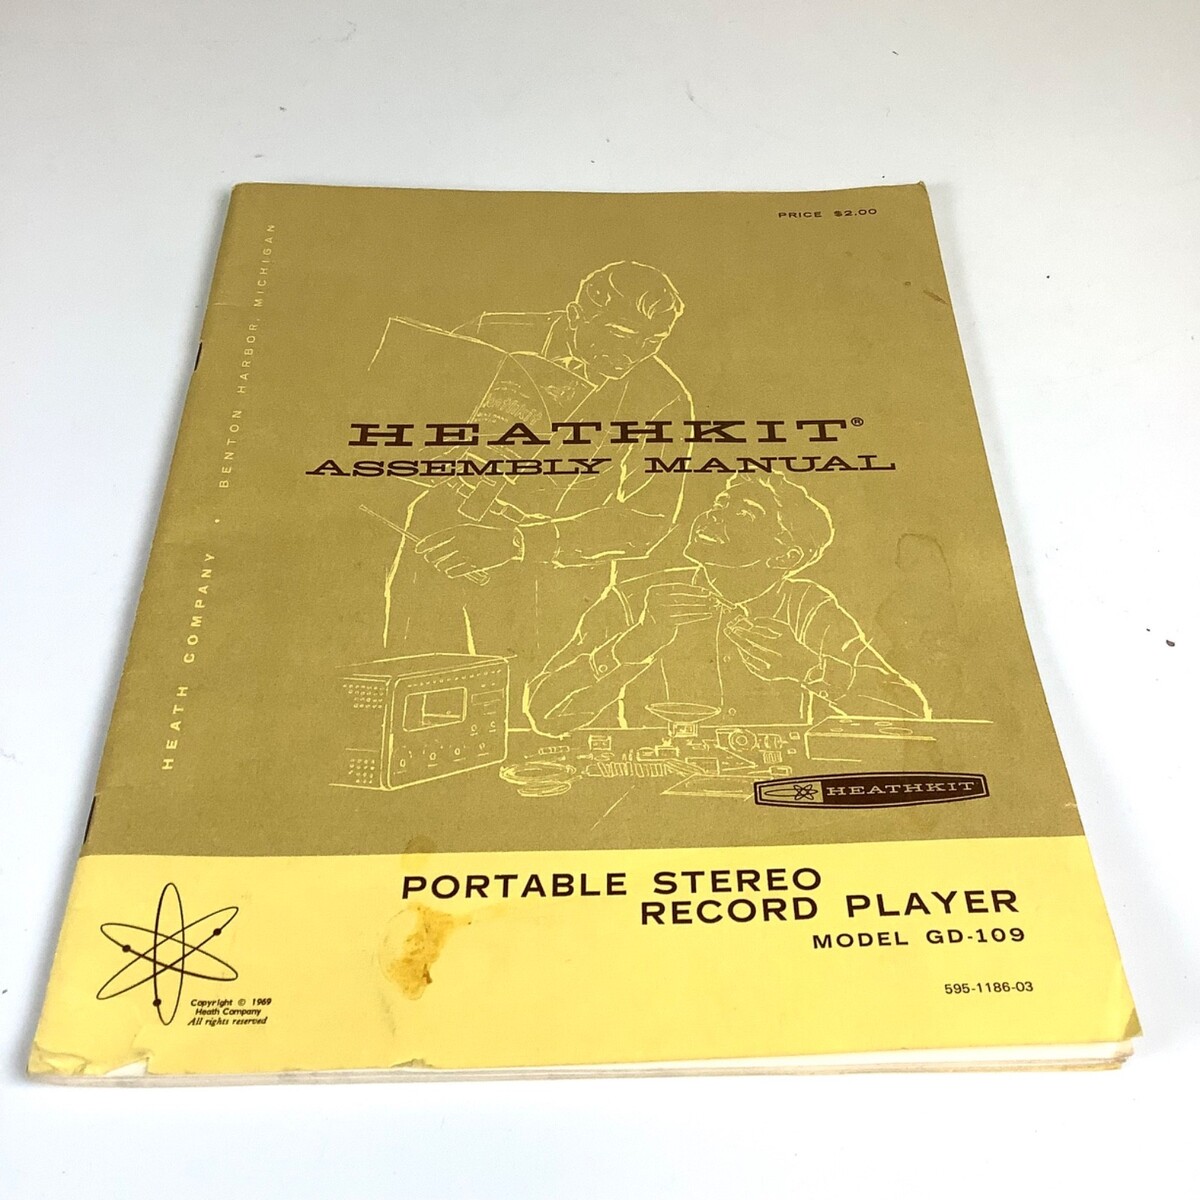 PRICE $2.00
HEATH COMPANY • BENTON HARBOR, MICHIGAN
HEATHKIT®
ASSEMBLY MANUAL
HEATHKIT
PORTABLE STEREO
RECORD PLAYER
MODEL GD-109
595-1186-03
Copyright © 1969
Heath Company
All rights reserved